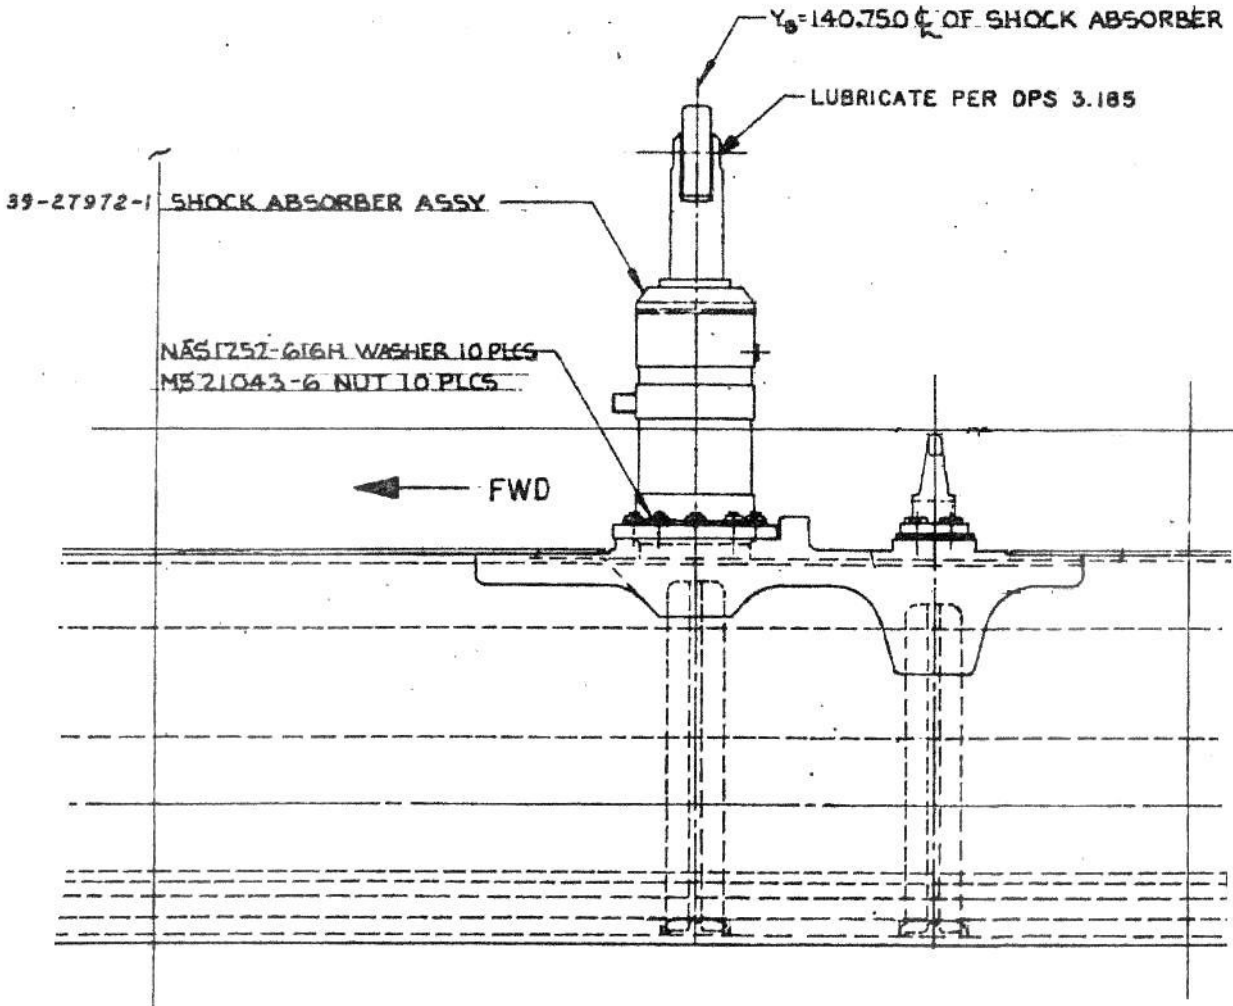 Y₀=140.750 ℄ OF SHOCK ABSORBER
LUBRICATE PER DPS 3.185
39-27972-1 SHOCK ABSORBER ASSY
NAS1252-616H WASHER 10 PLCS
MS21043-6 NUT 10 PLCS
FWD